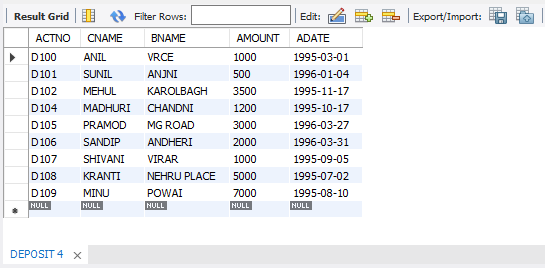 Result Grid Filter Rows: Edit: Export/Import:
ACTNO CNAME BNAME AMOUNT ADATE
D100 ANIL VRCE 1000 1995-03-01
D101 SUNIL ANJNI 500 1996-01-04
D102 MEHUL KAROLBAGH 3500 1995-11-17
D104 MADHURI CHANDNI 1200 1995-10-17
D105 PRAMOD MG ROAD 3000 1996-03-27
D106 SANDIP ANDHERI 2000 1996-03-31
D107 SHIVANI VIRAR 1000 1995-09-05
D108 KRANTI NEHRU PLACE 5000 1995-07-02
D109 MINU POWAI 7000 1995-08-10
NULL NULL NULL NULL NULL
DEPOSIT 4